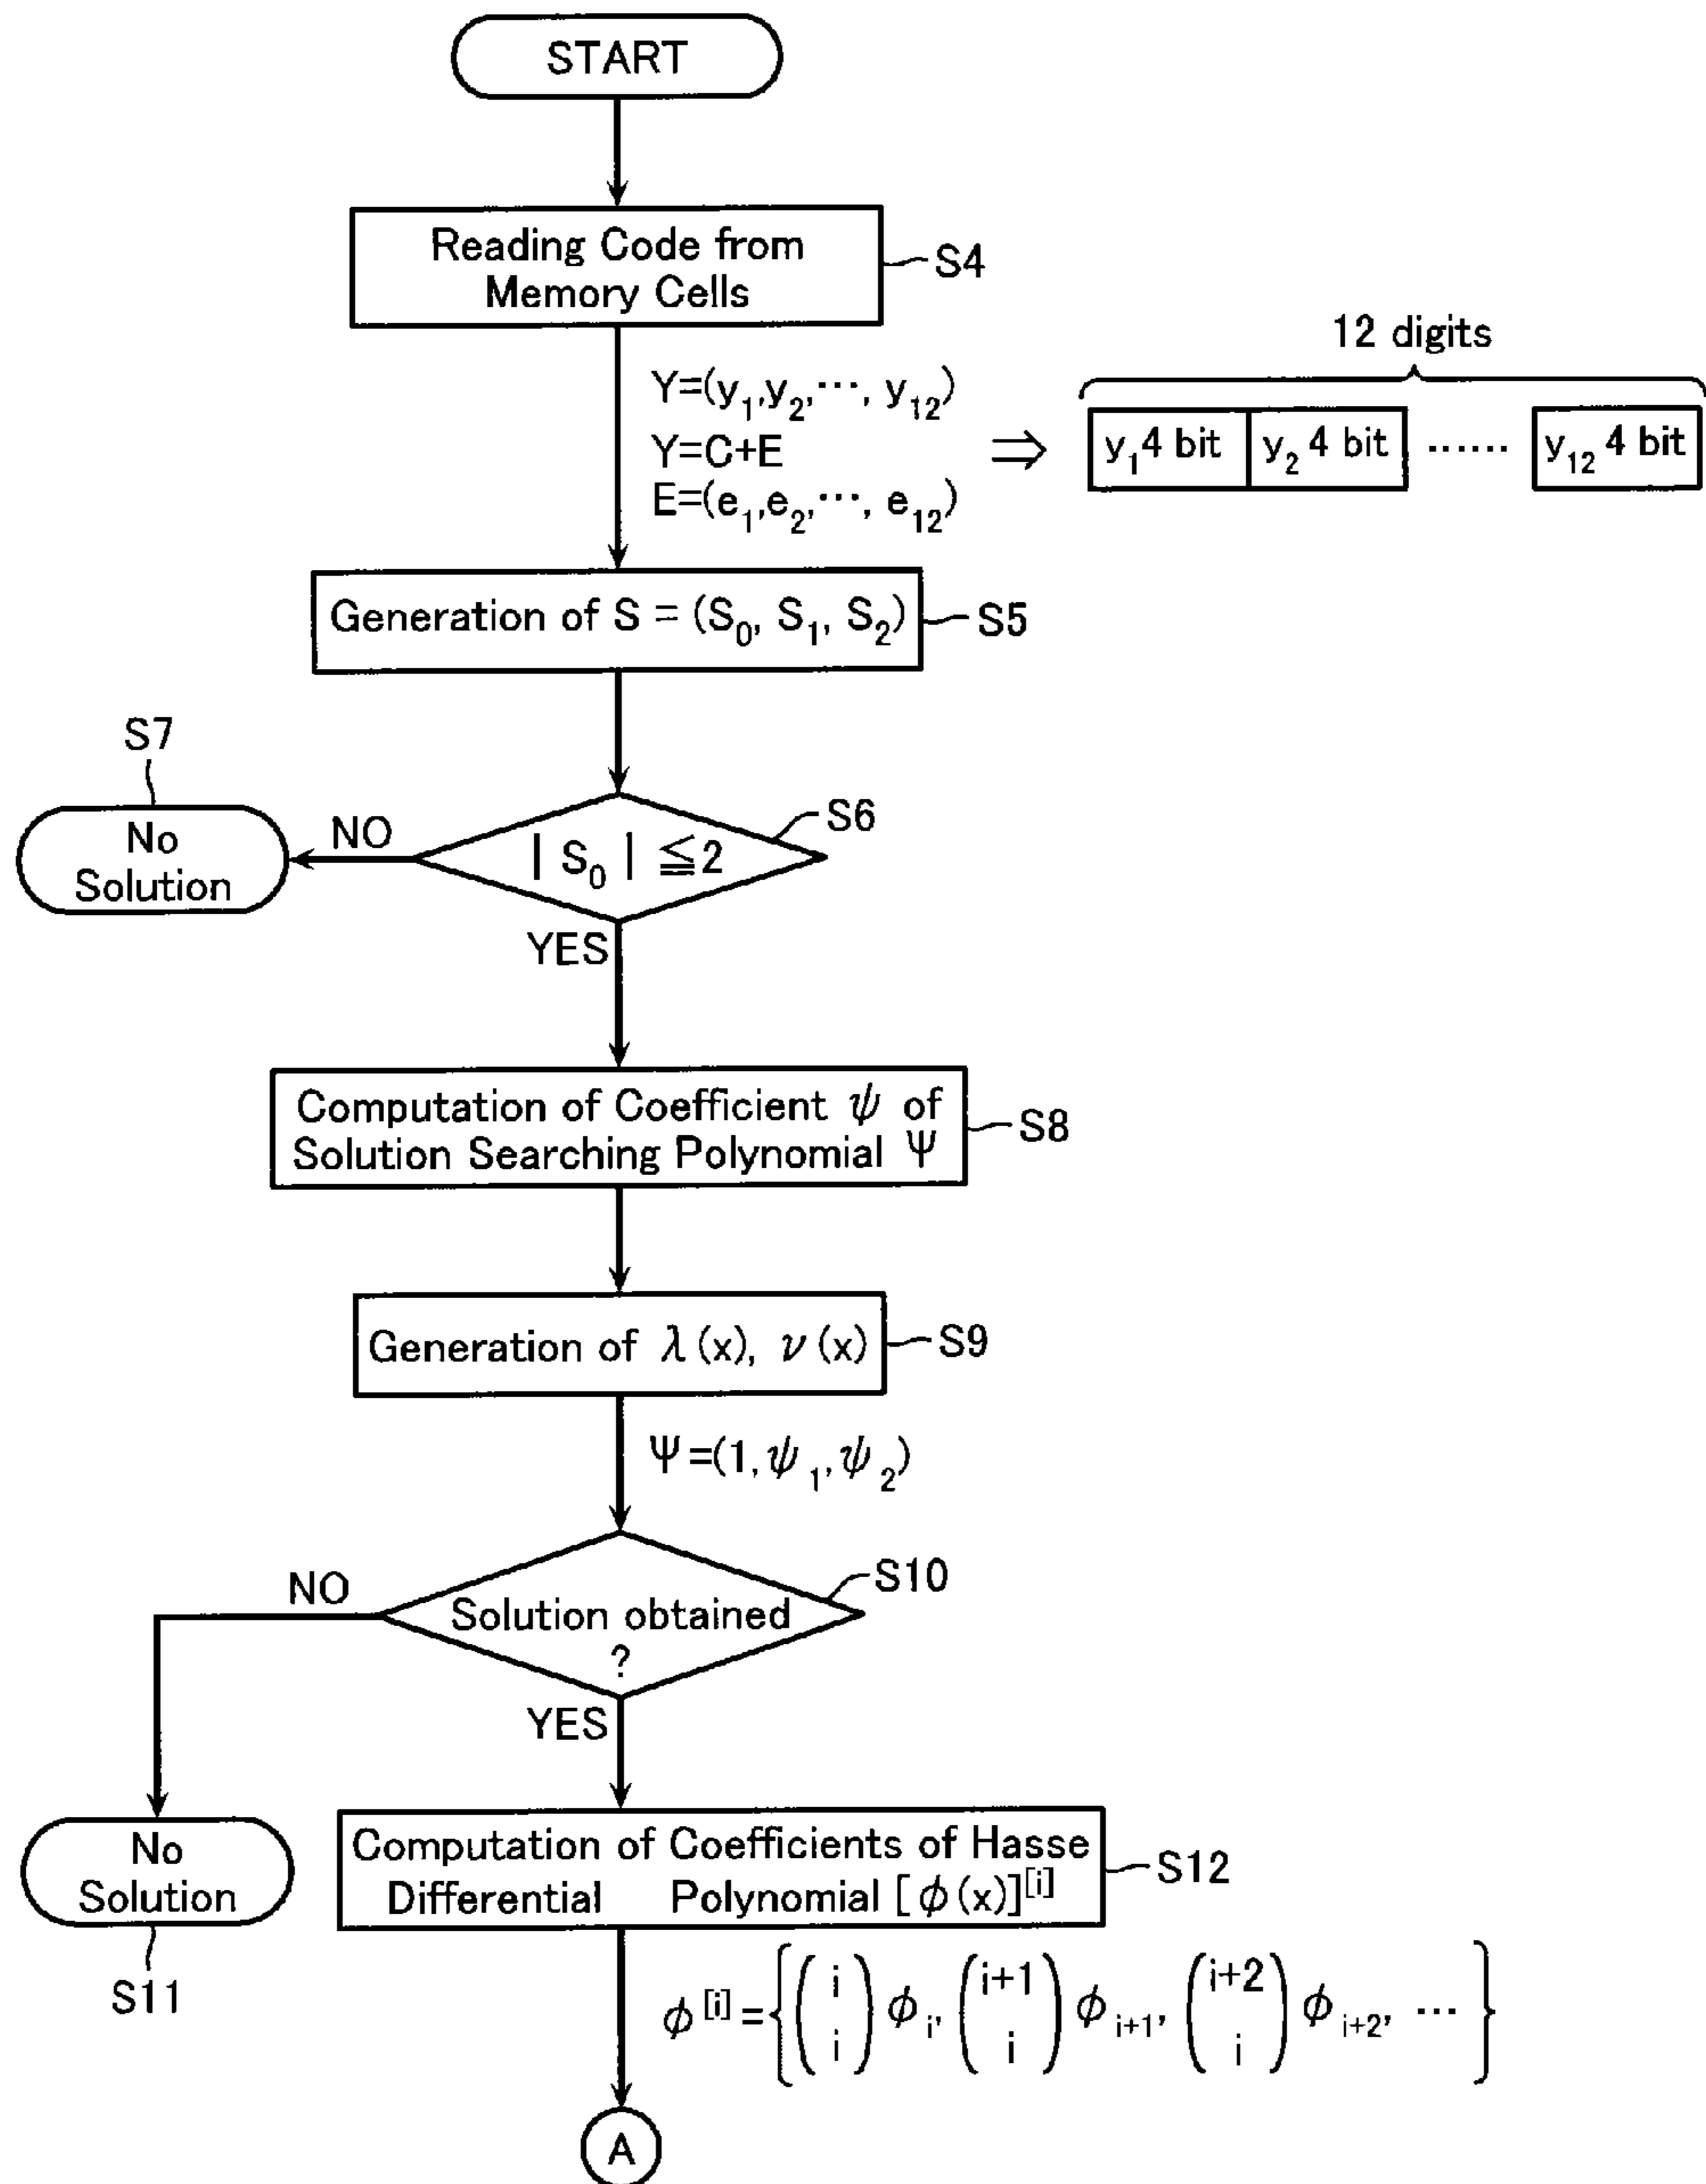 START
Reading Code from
Memory Cells
S4
Y=(y₁,y₂,⋯, y₁₂)
Y=C+E
E=(e₁,e₂,⋯, e₁₂)
⇒
12 digits
y₁ 4 bit
y₂ 4 bit
······
y₁₂ 4 bit
Generation of S = (S₀, S₁, S₂)
S5
S7
No
Solution
NO
| S₀ | ≦2
S6
YES
Computation of Coefficient ψ of
Solution Searching Polynomial Ψ
S8
Generation of λ(x), ν(x)
S9
Ψ=(1, ψ₁, ψ₂)
NO
Solution obtained
?
S10
YES
No
Solution
S11
Computation of Coefficients of Hasse
Differential Polynomial [ϕ(x)]^[i]
S12
ϕ^[i] = { (i i) ϕ_i, (i+1 i) ϕ_i+1, (i+2 i) ϕ_i+2, ⋯ }
A